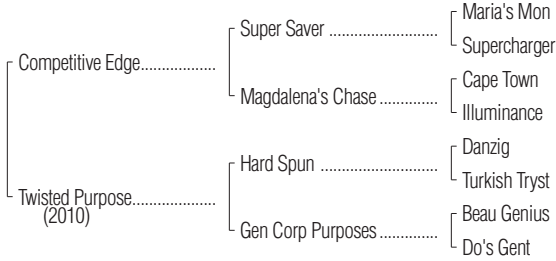 Maria's Mon
Super Saver ......................
Supercharger
Competitive Edge..................
Cape Town
Magdalena's Chase ..............
Illuminance
Danzig
Hard Spun ........................
Turkish Tryst
Twisted Purpose....................
(2010)
Beau Genius
Gen Corp Purposes..............
Do's Gent